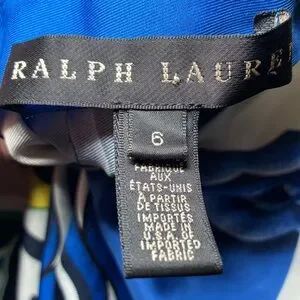 RALPH LAURE
6
FABRIQUÉ
AUX
ÉTATS-UNIS
À PARTIR
DE TISSUS
IMPORTÉS
MADE IN
U.S.A. OF
IMPORTED
FABRIC